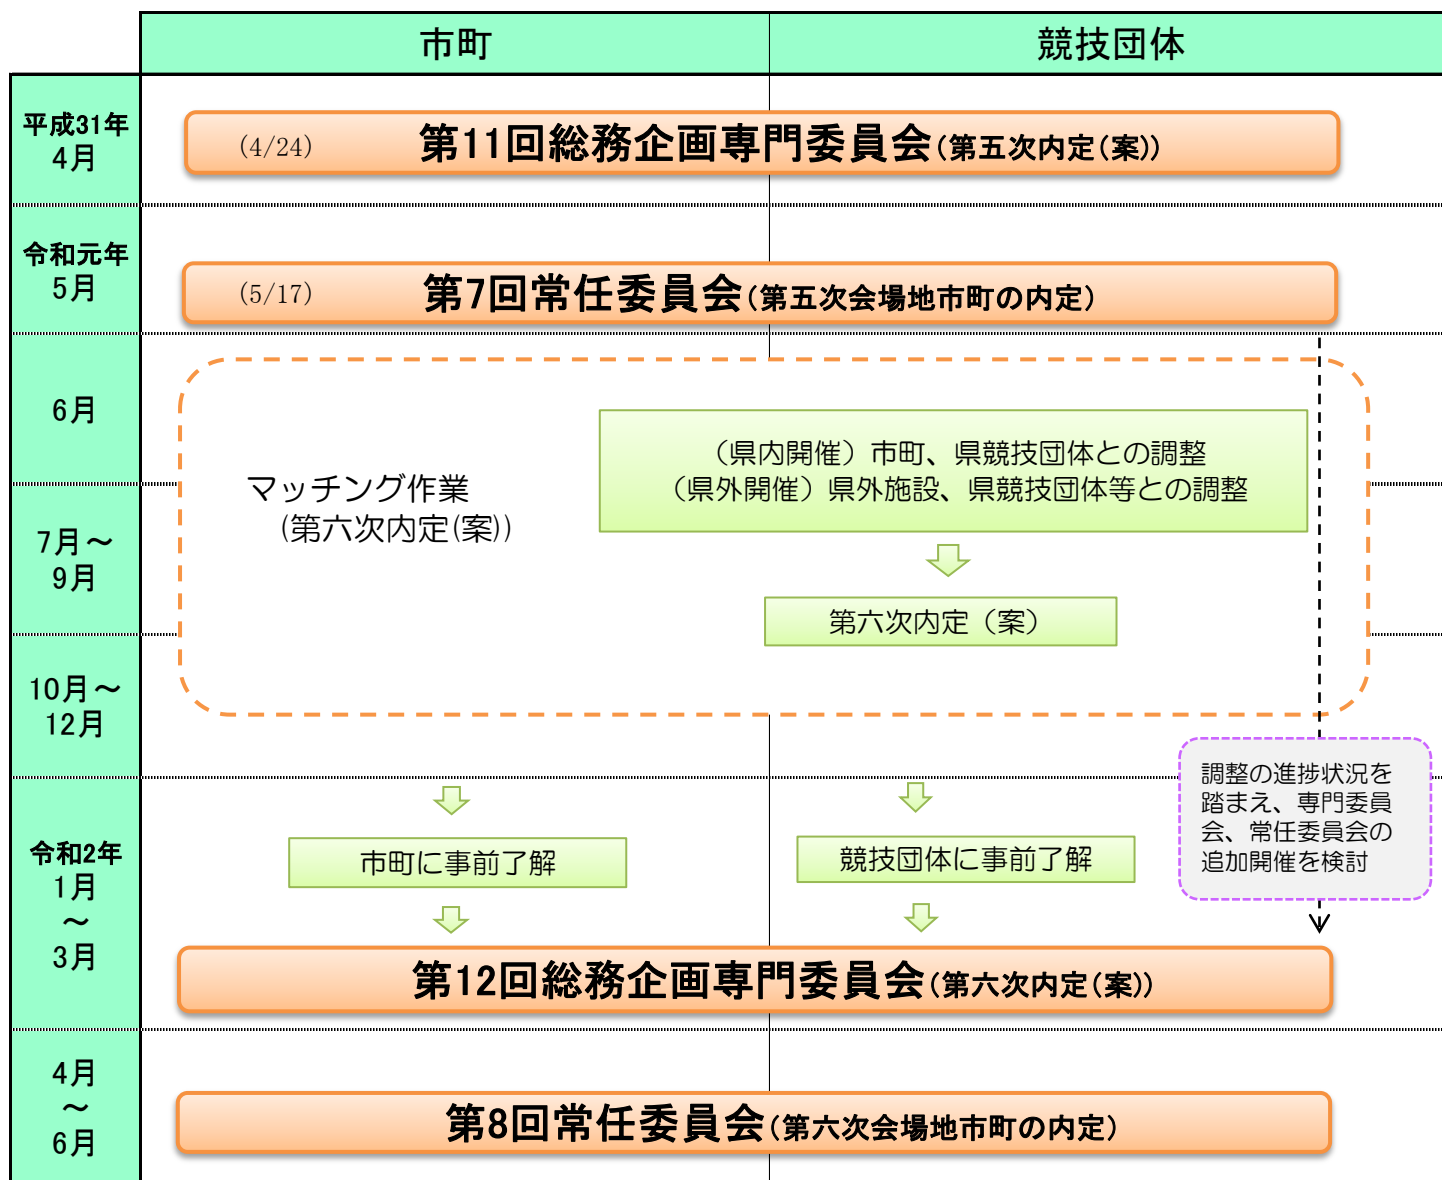 市町
競技団体
平成31年
4月
(4/24) 第11回総務企画専門委員会(第五次内定(案))
令和元年
5月
(5/17) 第7回常任委員会(第五次会場地市町の内定)
6月
7月～
9月
10月～
12月
マッチング作業
(第六次内定(案))
（県内開催）市町、県競技団体との調整
（県外開催）県外施設、県競技団体等との調整
第六次内定（案）
調整の進捗状況を
踏まえ、専門委員
会、常任委員会の
追加開催を検討
令和2年
1月
～
3月
市町に事前了解
競技団体に事前了解
第12回総務企画専門委員会(第六次内定(案))
4月
～
6月
第8回常任委員会(第六次会場地市町の内定)